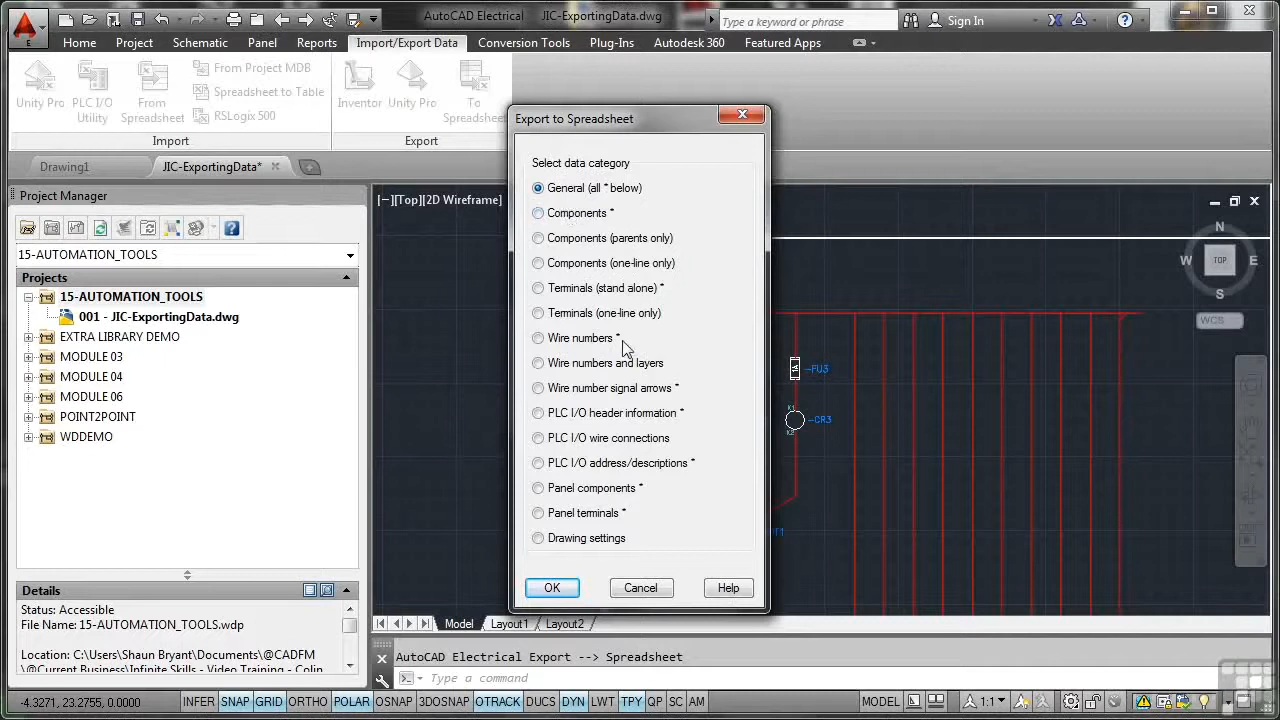 AutoCAD Electrical JIC-ExportingData.dwg
Type a keyword or phrase
Sign In
Home Project Schematic Panel Reports Import/Export Data Conversion Tools Plug-Ins Autodesk 360 Featured Apps
Unity Pro
PLC I/O Utility
From Spreadsheet
From Project MDB
Spreadsheet to Table
RSLogix 500
Inventor
Unity Pro
To Spreadsheet
Import
Export
Drawing1
JIC-ExportingData*
Project Manager
15-AUTOMATION_TOOLS
Projects
15-AUTOMATION_TOOLS
001 - JIC-ExportingData.dwg
EXTRA LIBRARY DEMO
MODULE 03
MODULE 04
MODULE 06
POINT2POINT
WDDEMO
Details
Status: Accessible
File Name: 15-AUTOMATION_TOOLS.wdp
Location: C:\Users\Shaun Bryant\Documents\@CADFM
\@Current Business\Infinite Skills - Video Training - Colin
Export to Spreadsheet
Select data category
General (all * below)
Components *
Components (parents only)
Components (one-line only)
Terminals (stand alone) *
Terminals (one-line only)
Wire numbers *
Wire numbers and layers
Wire number signal arrows *
PLC I/O header information *
PLC I/O wire connections
PLC I/O address/descriptions *
Panel components *
Panel terminals *
Drawing settings
OK Cancel Help
[−][Top][2D Wireframe]
N
W TOP E
S
WCS
-FU3
K1
-CR3
K2
Model Layout1 Layout2
AutoCAD Electrical Export --> Spreadsheet
Type a command
-4.3271, 23.2755, 0.0000
INFER SNAP GRID ORTHO POLAR OSNAP 3DOSNAP OTRACK DUCS DYN LWT TPY QP SC AM
MODEL
1:1